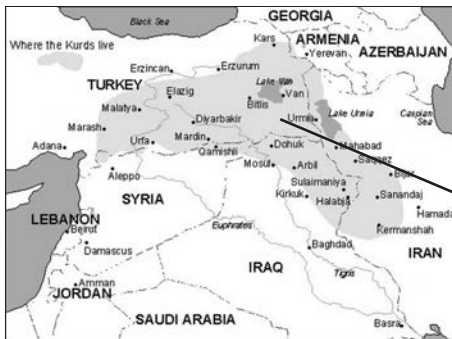 Black Sea
GEORGIA
Where the Kurds live
Kars
ARMENIA
Yerevan
AZERBAIJAN
Erzincan
Erzurum
TURKEY
Lake Van
Elazig
Bitlis
Van
Malatya
Caspian Sea
Lake Urmia
Diyarbakir
Urmia
Marash
Mardin
Urfa
Adana
Qamishli
Dohuk
Mahabad
Saqqez
Aleppo
Mosul
Arbil
Bijar
Sulaimaniya
SYRIA
Kirkuk
Halabja
Sanandaj
Hamada
LEBANON
Beirut
Euphrates
Kermanshah
Damascus
Baghdad
IRAN
IRAQ
Tigris
Amman
JORDAN
SAUDI ARABIA
Basra